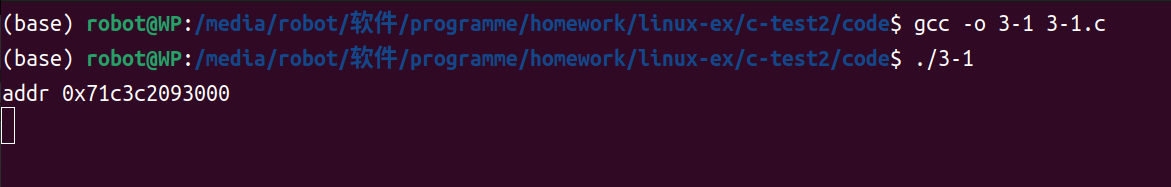 (base) robot@WP:/media/robot/软件/programme/homework/linux-ex/c-test2/code$ gcc -o 3-1 3-1.c
(base) robot@WP:/media/robot/软件/programme/homework/linux-ex/c-test2/code$ ./3-1
addr 0x71c3c2093000